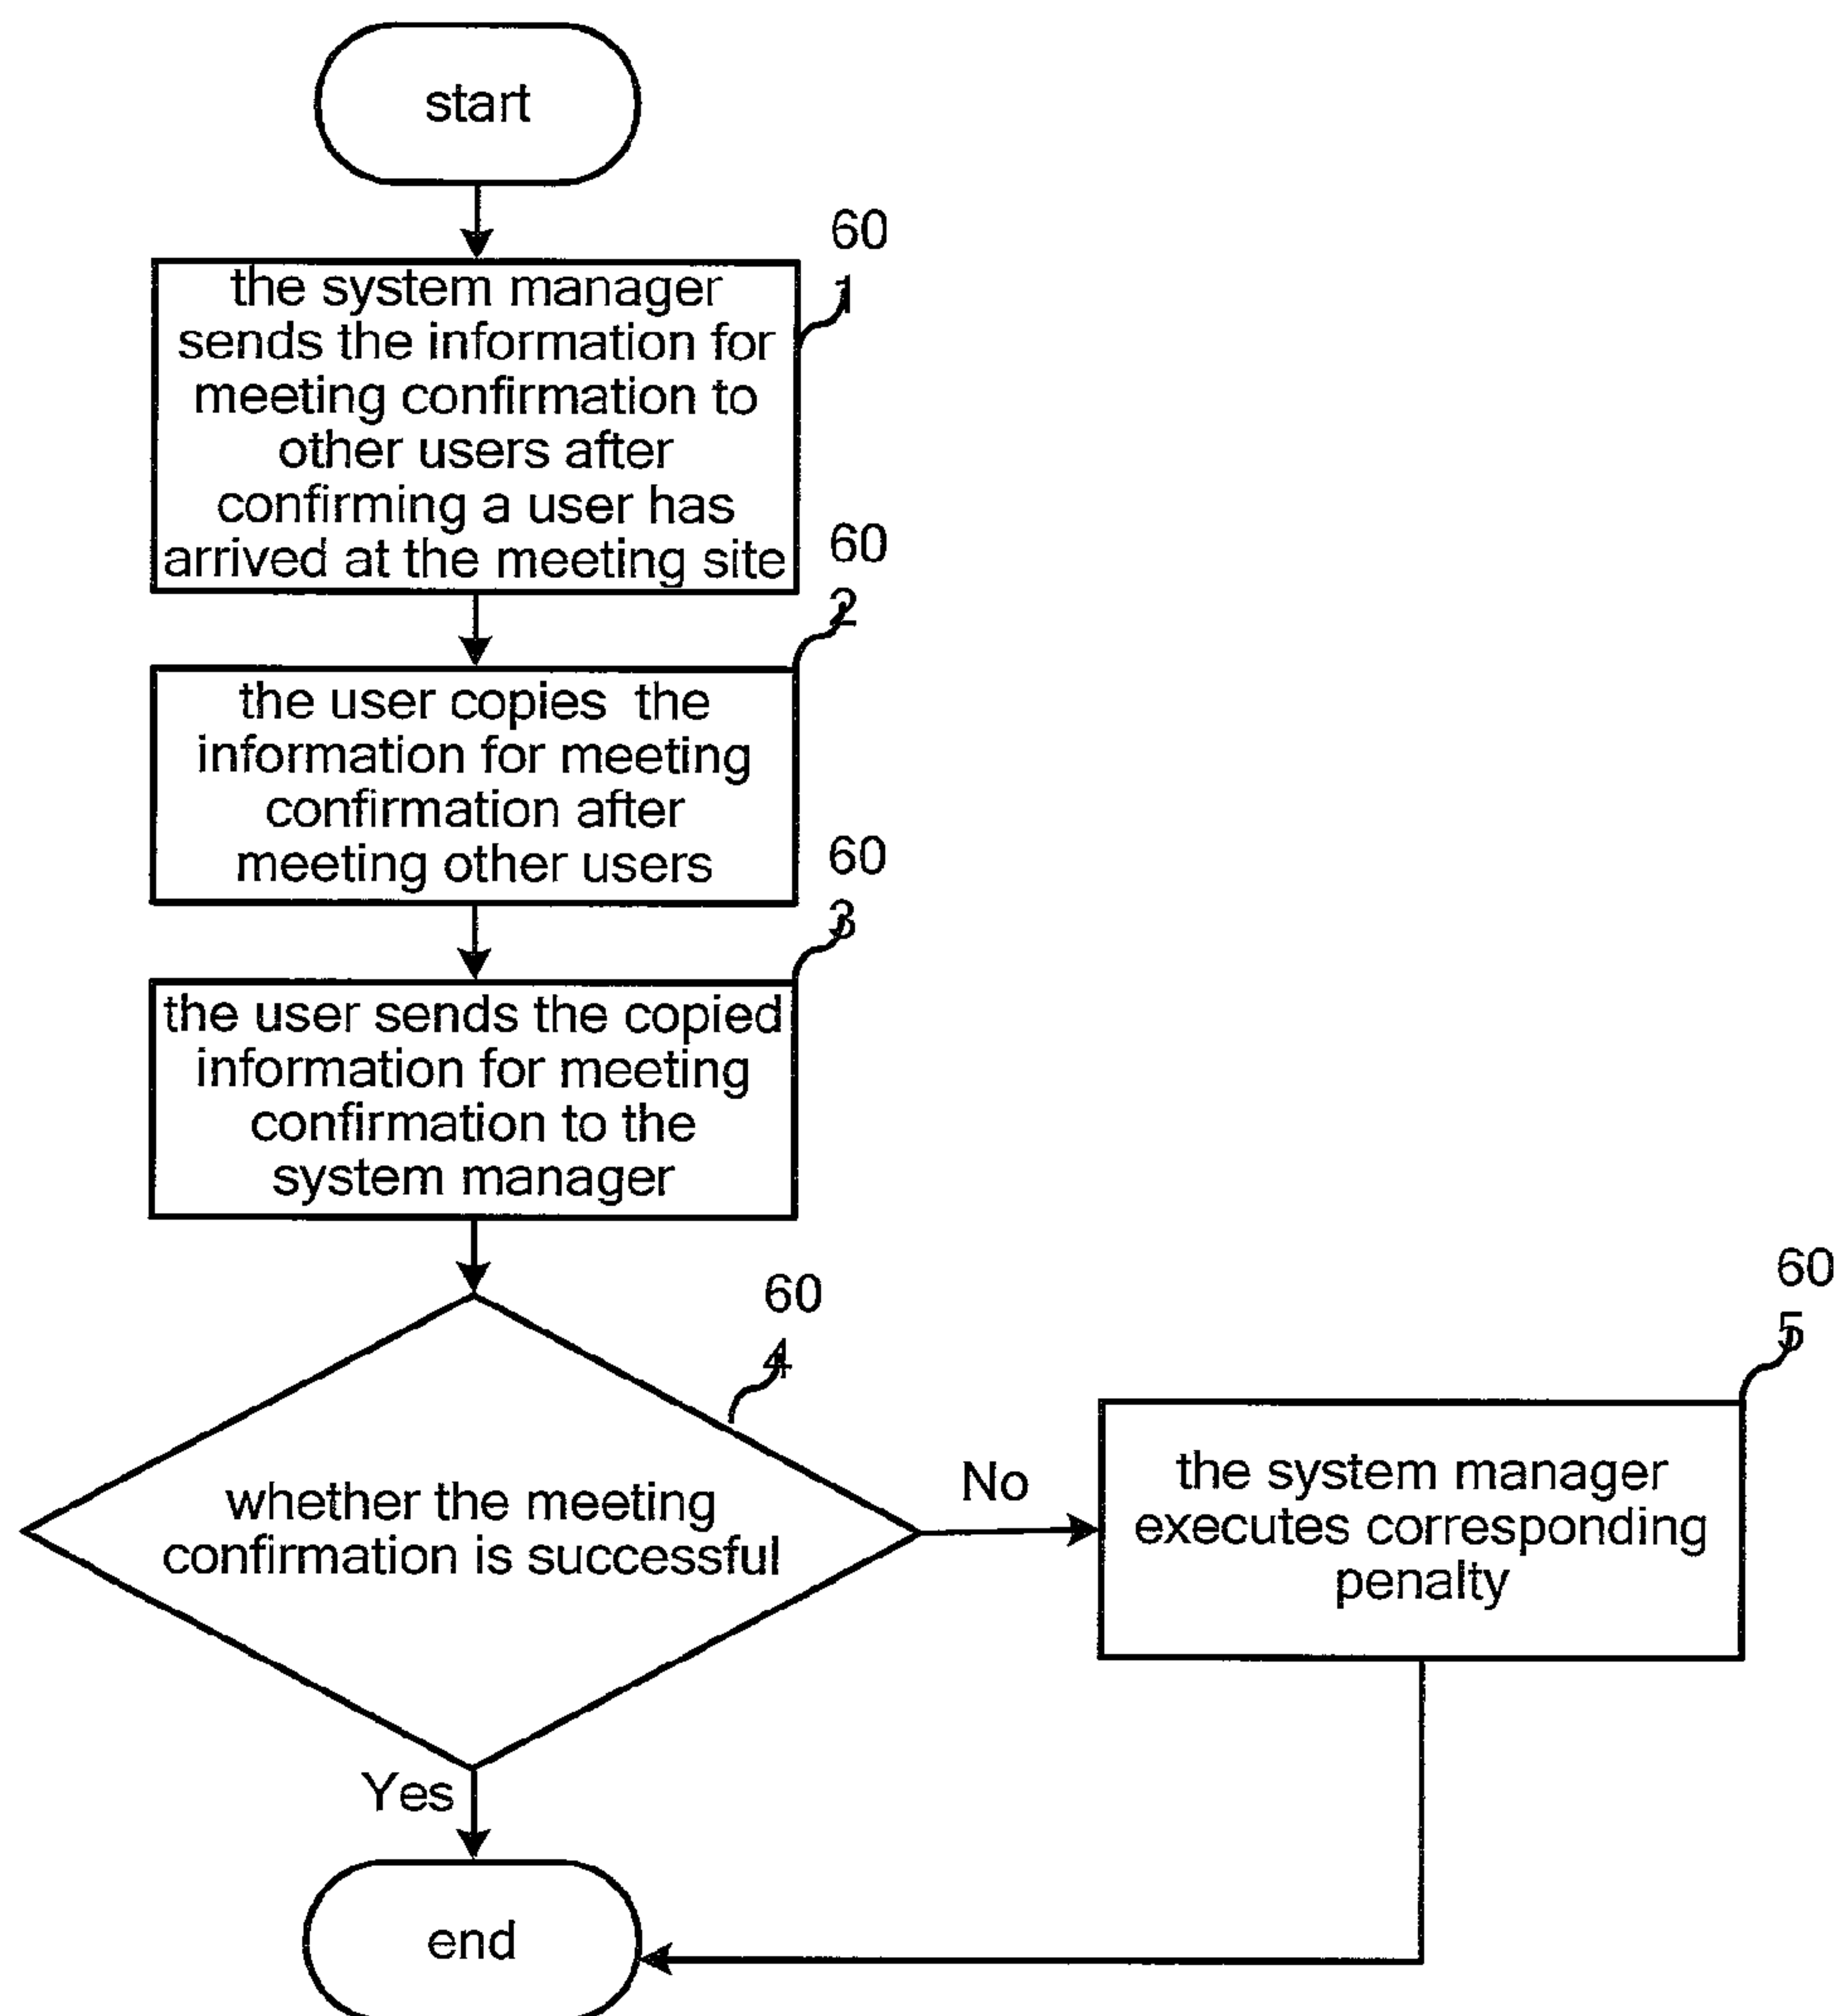 start
60
1
the system manager
sends the information for
meeting confirmation to
other users after
confirming a user has
arrived at the meeting site
60
2
the user copies the
information for meeting
confirmation after
meeting other users
60
3
the user sends the copied
information for meeting
confirmation to the
system manager
60
4
whether the meeting
confirmation is successful
No
60
5
the system manager
executes corresponding
penalty
Yes
end